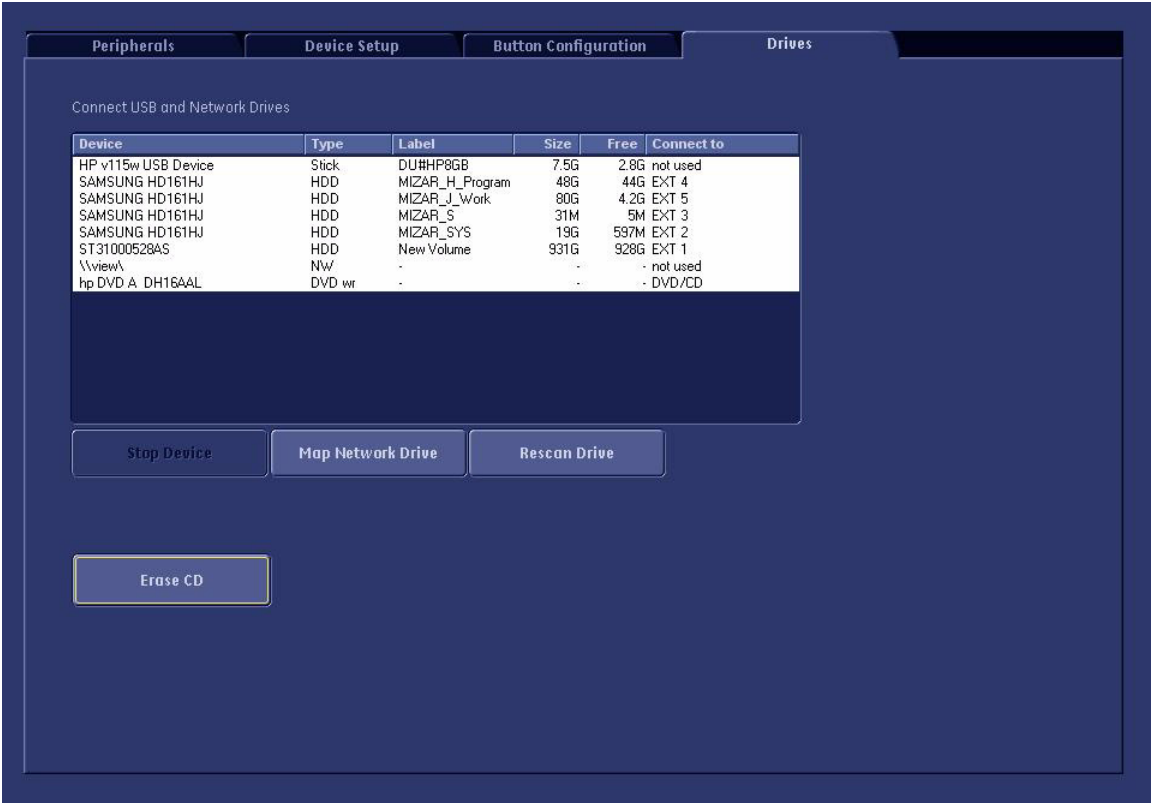 Peripherals Device Setup Button Configuration Drives
Connect USB and Network Drives
Device Type Label Size Free Connect to
HP v115w USB Device Stick DU#HP8GB 7.5G 2.8G not used
SAMSUNG HD161HJ HDD MIZAR_H_Program 48G 44G EXT 4
SAMSUNG HD161HJ HDD MIZAR_J_Work 80G 4.2G EXT 5
SAMSUNG HD161HJ HDD MIZAR_S 31M 5M EXT 3
SAMSUNG HD161HJ HDD MIZAR_SYS 19G 597M EXT 2
ST31000528AS HDD New Volume 931G 928G EXT 1
\\view\ NW - - - not used
hp DVD A DH16AAL DVD wr - - - DVD/CD
Stop Device Map Network Drive Rescan Drive
Erase CD